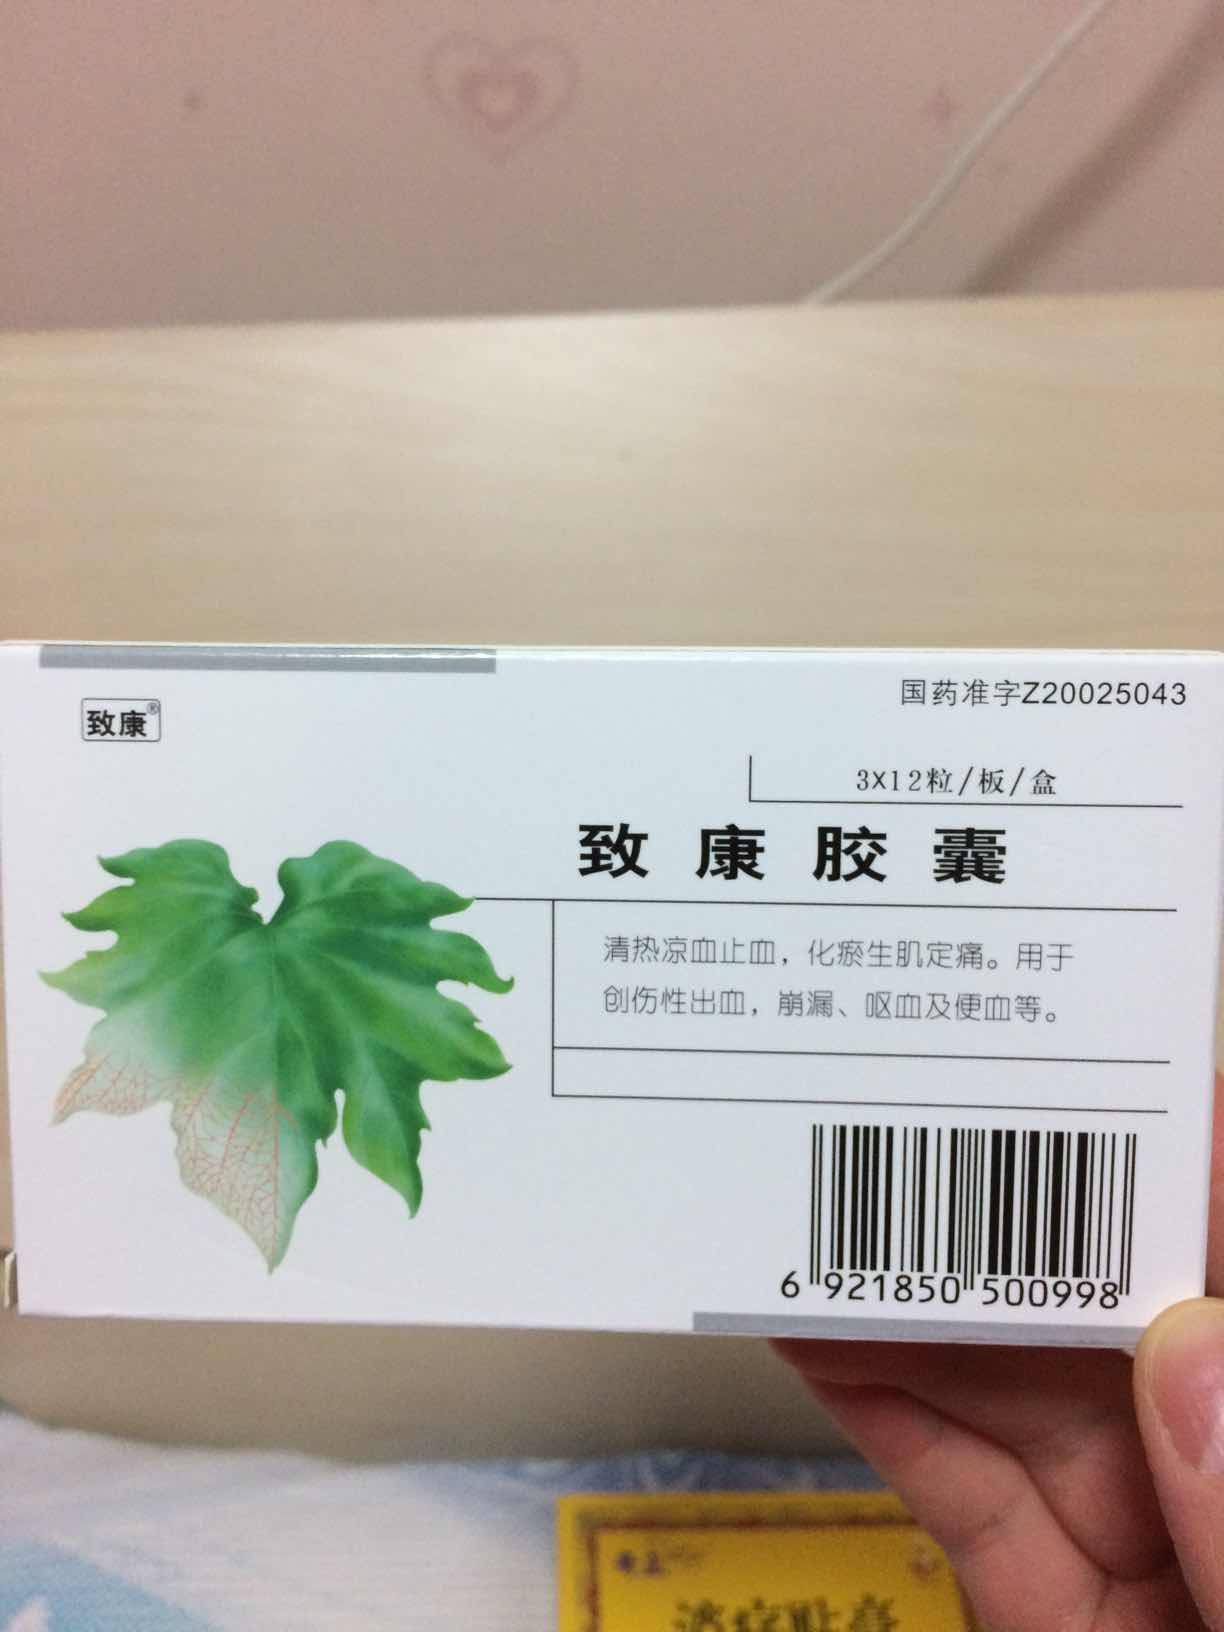 国药准字Z20025043
致康®
3X12粒/板/盒
致康胶囊
清热凉血止血，化瘀生肌定痛。用于
创伤性出血，崩漏、呕血及便血等。
6 921850 500998